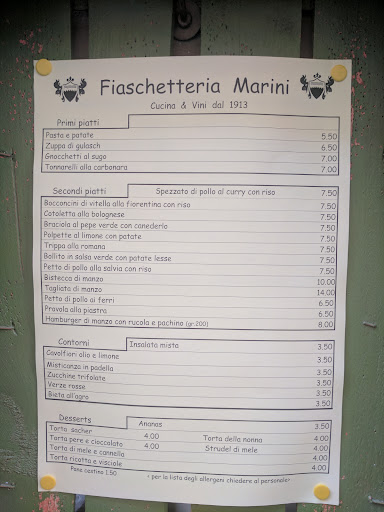 Fiaschetteria Marini
Cucina & Vini dal 1913
Primi piatti
Pasta e patate 5.50
Zuppa di gulasch 6.50
Gnocchetti al sugo 7.00
Tonnarelli alla carbonara 7.00
Secondi piatti Spezzato di pollo al curry con riso 7.50
Bocconcini di vitella alla fiorentina con riso 7.50
Cotoletta alla bolognese 7.50
Braciola al pepe verde con canederlo 7.50
Polpette al limone con patate 7.50
Trippa alla romana 7.50
Bollito in salsa verde con patate lesse 7.50
Petto di pollo alla salvia con riso 7.50
Bistecca di manzo 10.00
Tagliata di manzo 14.00
Petto di pollo ai ferri 6.50
Provola alla piastra 6.50
Hamburger di manzo con rucola e pachino (gr.200) 8.00
Contorni Insalata mista 3.50
Cavolfiori olio e limone 3.50
Misticanza in padella 3.50
Zucchine trifolate 3.50
Verze rosse 3.50
Bieta all'agro 3.50
Desserts Ananas 3.50
Torta sacher 4.00 Torta della nonna 4.00
Torta pere e cioccolato 4.00 Strudel di mele 4.00
Torta di mele e cannella 4.00
Torta ricotta e visciole 4.00
Pane cestino 1.50 - per la lista degli allergeni chiedere al personale-